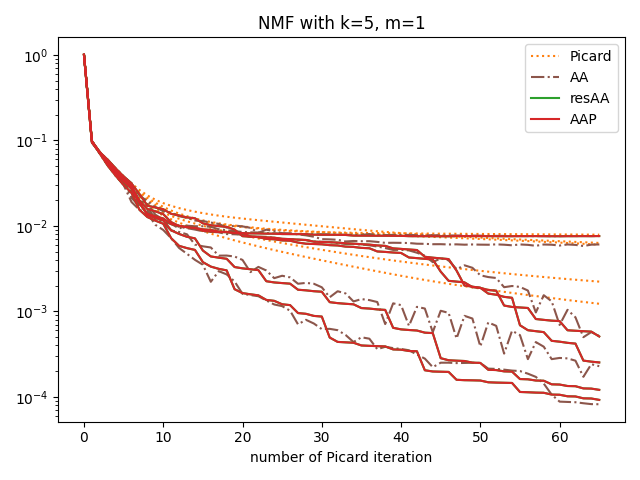 NMF with k=5, m=1
Picard
AA
resAA
AAP
10⁰
10⁻¹
10⁻²
10⁻³
10⁻⁴
0 10 20 30 40 50 60
number of Picard iteration